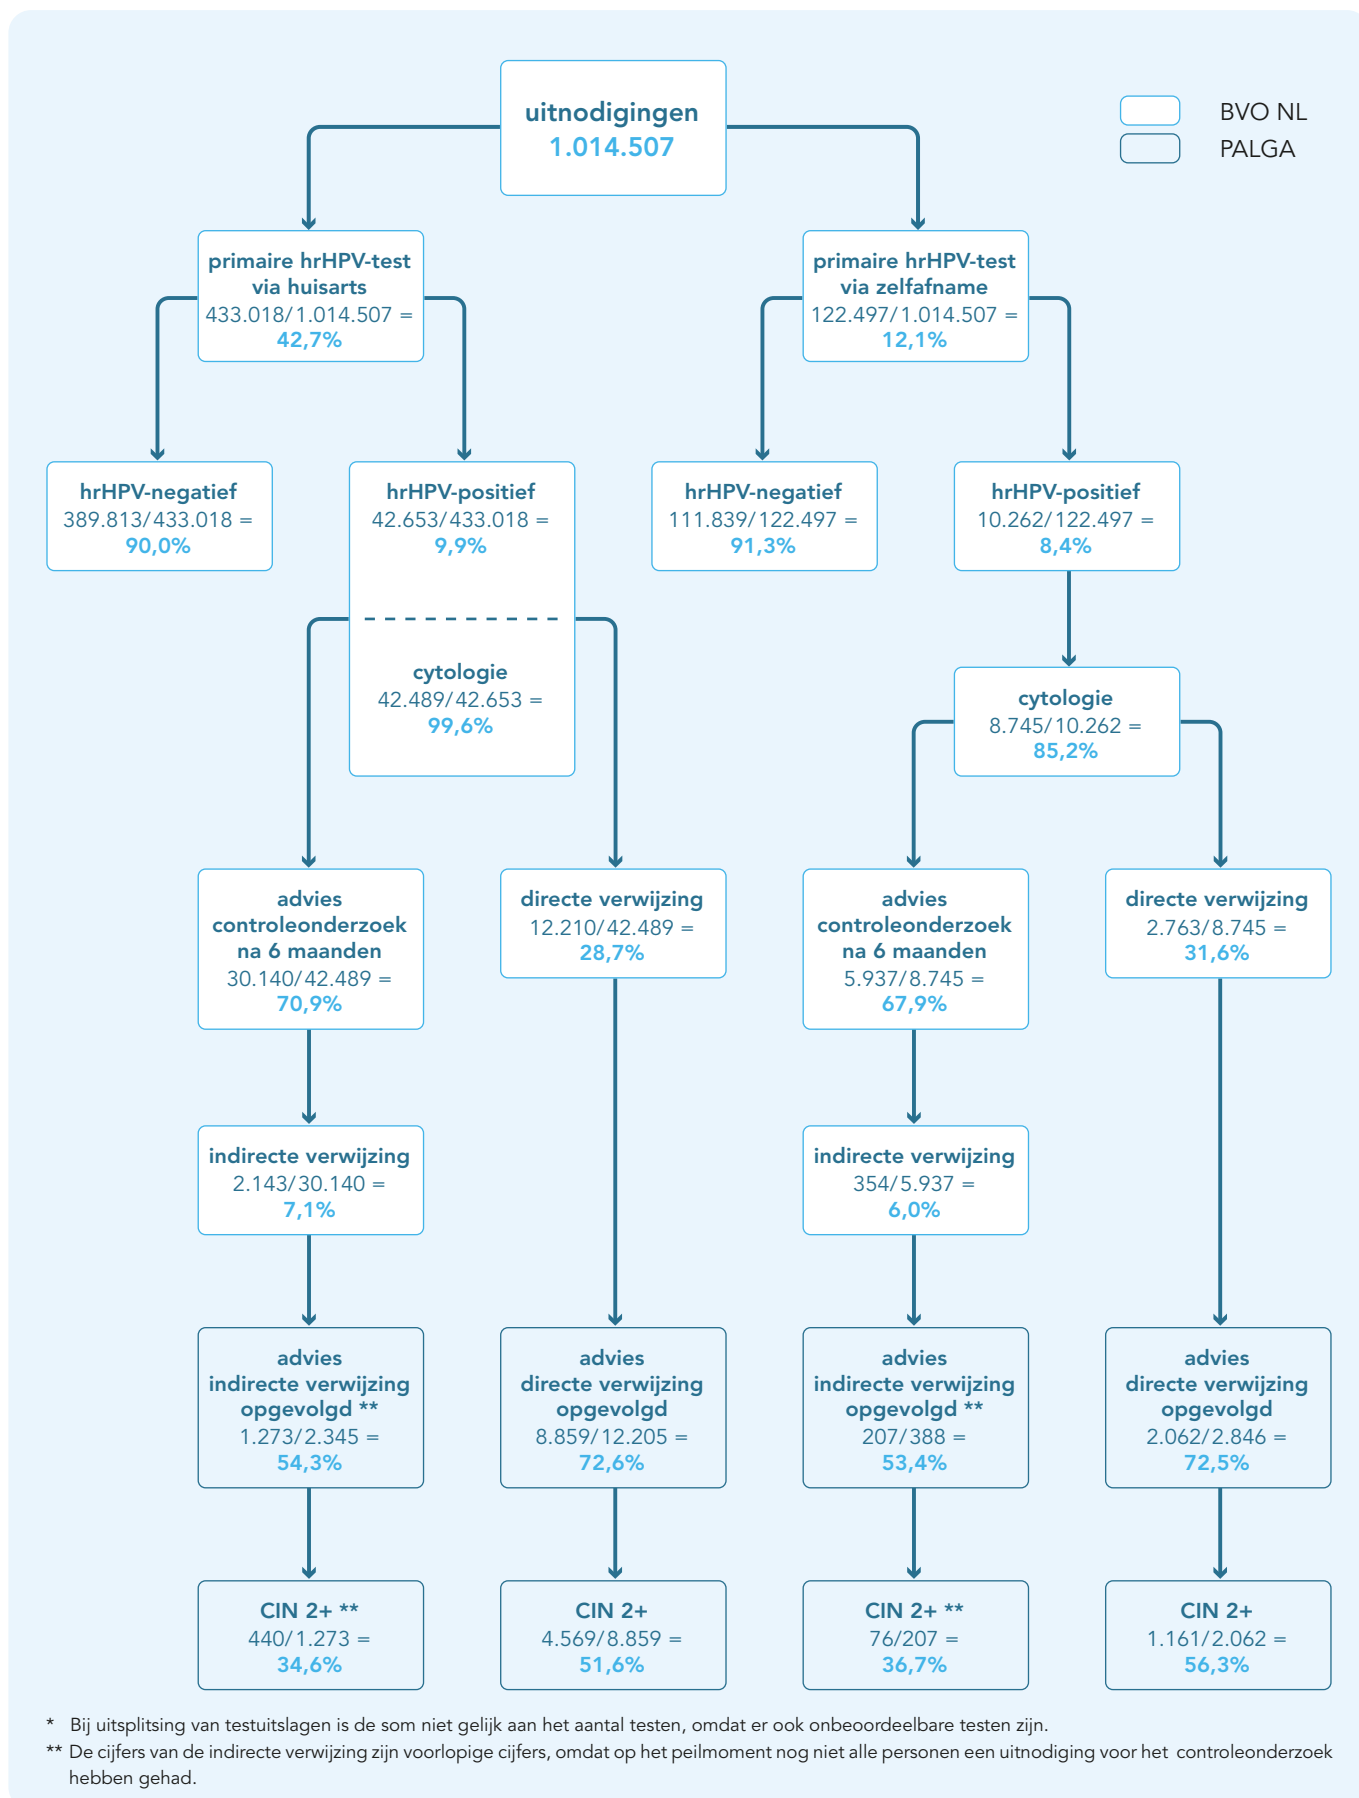 uitnodigingen
1.014.507
BVO NL
PALGA
primaire hrHPV-test
via huisarts
433.018/1.014.507 =
42,7%
primaire hrHPV-test
via zelfafname
122.497/1.014.507 =
12,1%
hrHPV-negatief
389.813/433.018 =
90,0%
hrHPV-positief
42.653/433.018 =
9,9%
cytologie
42.489/42.653 =
99,6%
hrHPV-negatief
111.839/122.497 =
91,3%
hrHPV-positief
10.262/122.497 =
8,4%
cytologie
8.745/10.262 =
85,2%
advies
controleonderzoek
na 6 maanden
30.140/42.489 =
70,9%
directe verwijzing
12.210/42.489 =
28,7%
advies
controleonderzoek
na 6 maanden
5.937/8.745 =
67,9%
directe verwijzing
2.763/8.745 =
31,6%
indirecte verwijzing
2.143/30.140 =
7,1%
indirecte verwijzing
354/5.937 =
6,0%
advies
indirecte verwijzing
opgevolgd **
1.273/2.345 =
54,3%
advies
directe verwijzing
opgevolgd
8.859/12.205 =
72,6%
advies
indirecte verwijzing
opgevolgd **
207/388 =
53,4%
advies
directe verwijzing
opgevolgd
2.062/2.846 =
72,5%
CIN 2+ **
440/1.273 =
34,6%
CIN 2+
4.569/8.859 =
51,6%
CIN 2+ **
76/207 =
36,7%
CIN 2+
1.161/2.062 =
56,3%
* Bij uitsplitsing van testuitslagen is de som niet gelijk aan het aantal testen, omdat er ook onbeoordeelbare testen zijn.
** De cijfers van de indirecte verwijzing zijn voorlopige cijfers, omdat op het peilmoment nog niet alle personen een uitnodiging voor het controleonderzoek
hebben gehad.